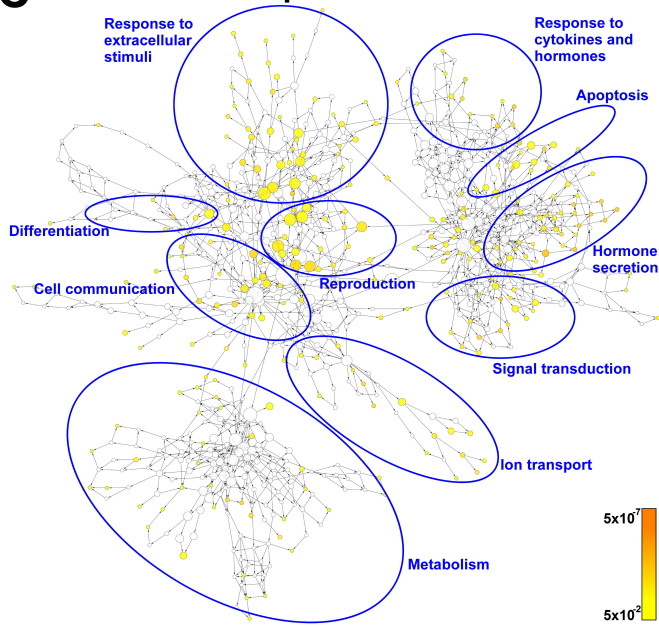 Response to
extracellular
stimuli
Response to
cytokines and
hormones
Apoptosis
Differentiation
Hormone
secretion
Cell communication
Reproduction
Signal transduction
Ion transport
Metabolism
5x10⁻⁷
5x10⁻²